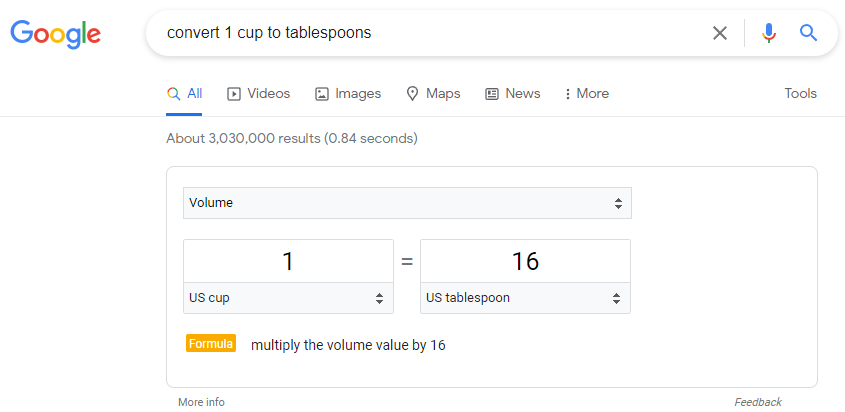 Google convert 1 cup to tablespoons
All Videos Images Maps News More Tools
About 3,030,000 results (0.84 seconds)
Volume
1 = 16
US cup US tablespoon
Formula multiply the volume value by 16
More info Feedback